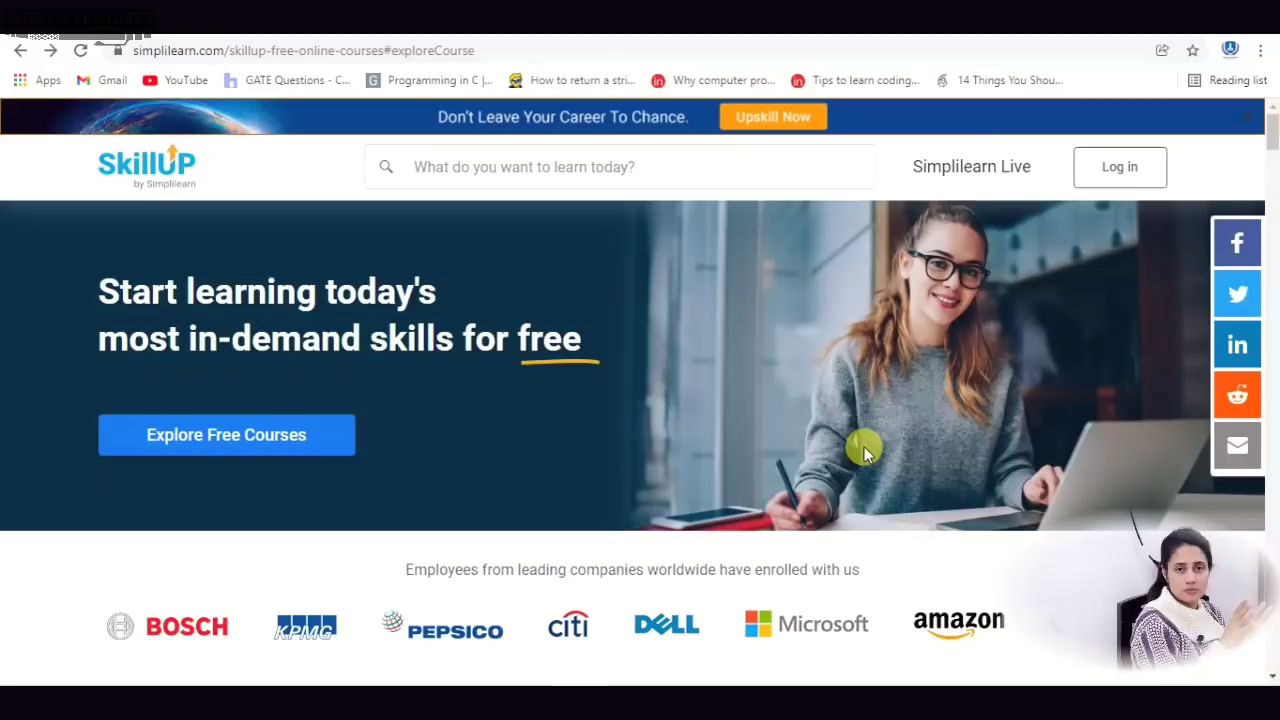 simplilearn.com/skillup-free-online-courses#exploreCourse
Apps Gmail YouTube GATE Questions - C... Programming in C |... How to return a stri... Why computer pro... Tips to learn coding... 14 Things You Shou... Reading list
Don't Leave Your Career To Chance. Upskill Now
SkillUP
by Simplilearn
What do you want to learn today?
Simplilearn Live
Log in
Start learning today's
most in-demand skills for free
Explore Free Courses
Employees from leading companies worldwide have enrolled with us
BOSCH KPMG PEPSICO citi DELL Microsoft amazon